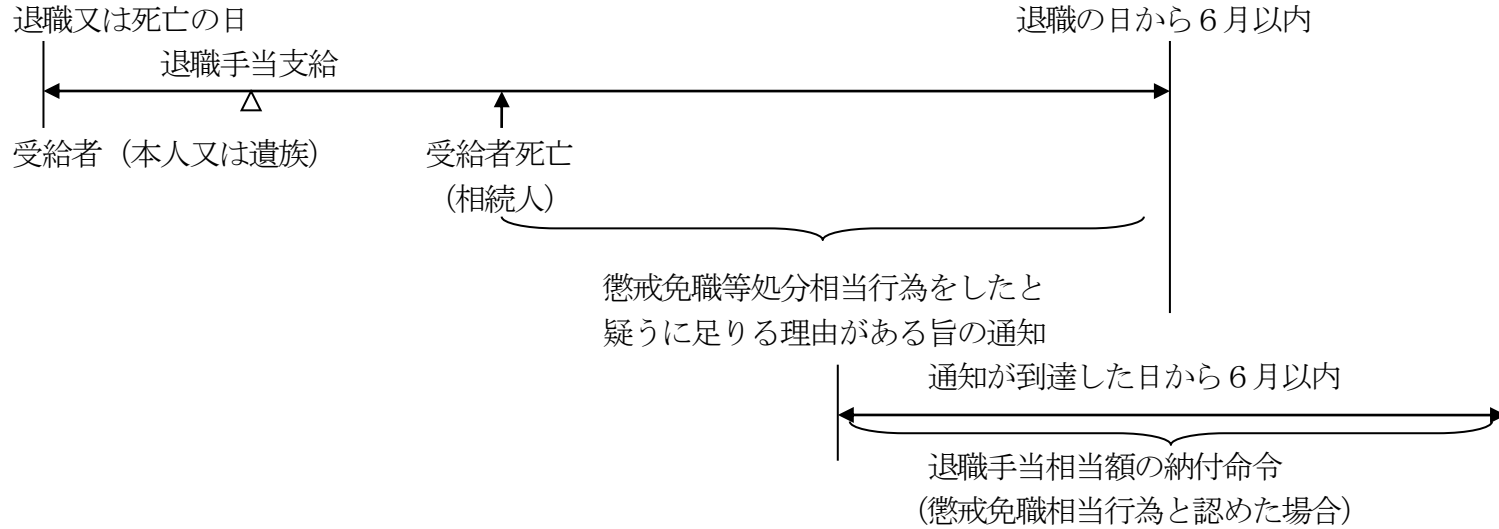 退職又は死亡の日
退職の日から６月以内
退職手当支給
△
受給者（本人又は遺族）
受給者死亡
（相続人）
懲戒免職等処分相当行為をしたと
疑うに足りる理由がある旨の通知
通知が到達した日から６月以内
退職手当相当額の納付命令
（懲戒免職相当行為と認めた場合）